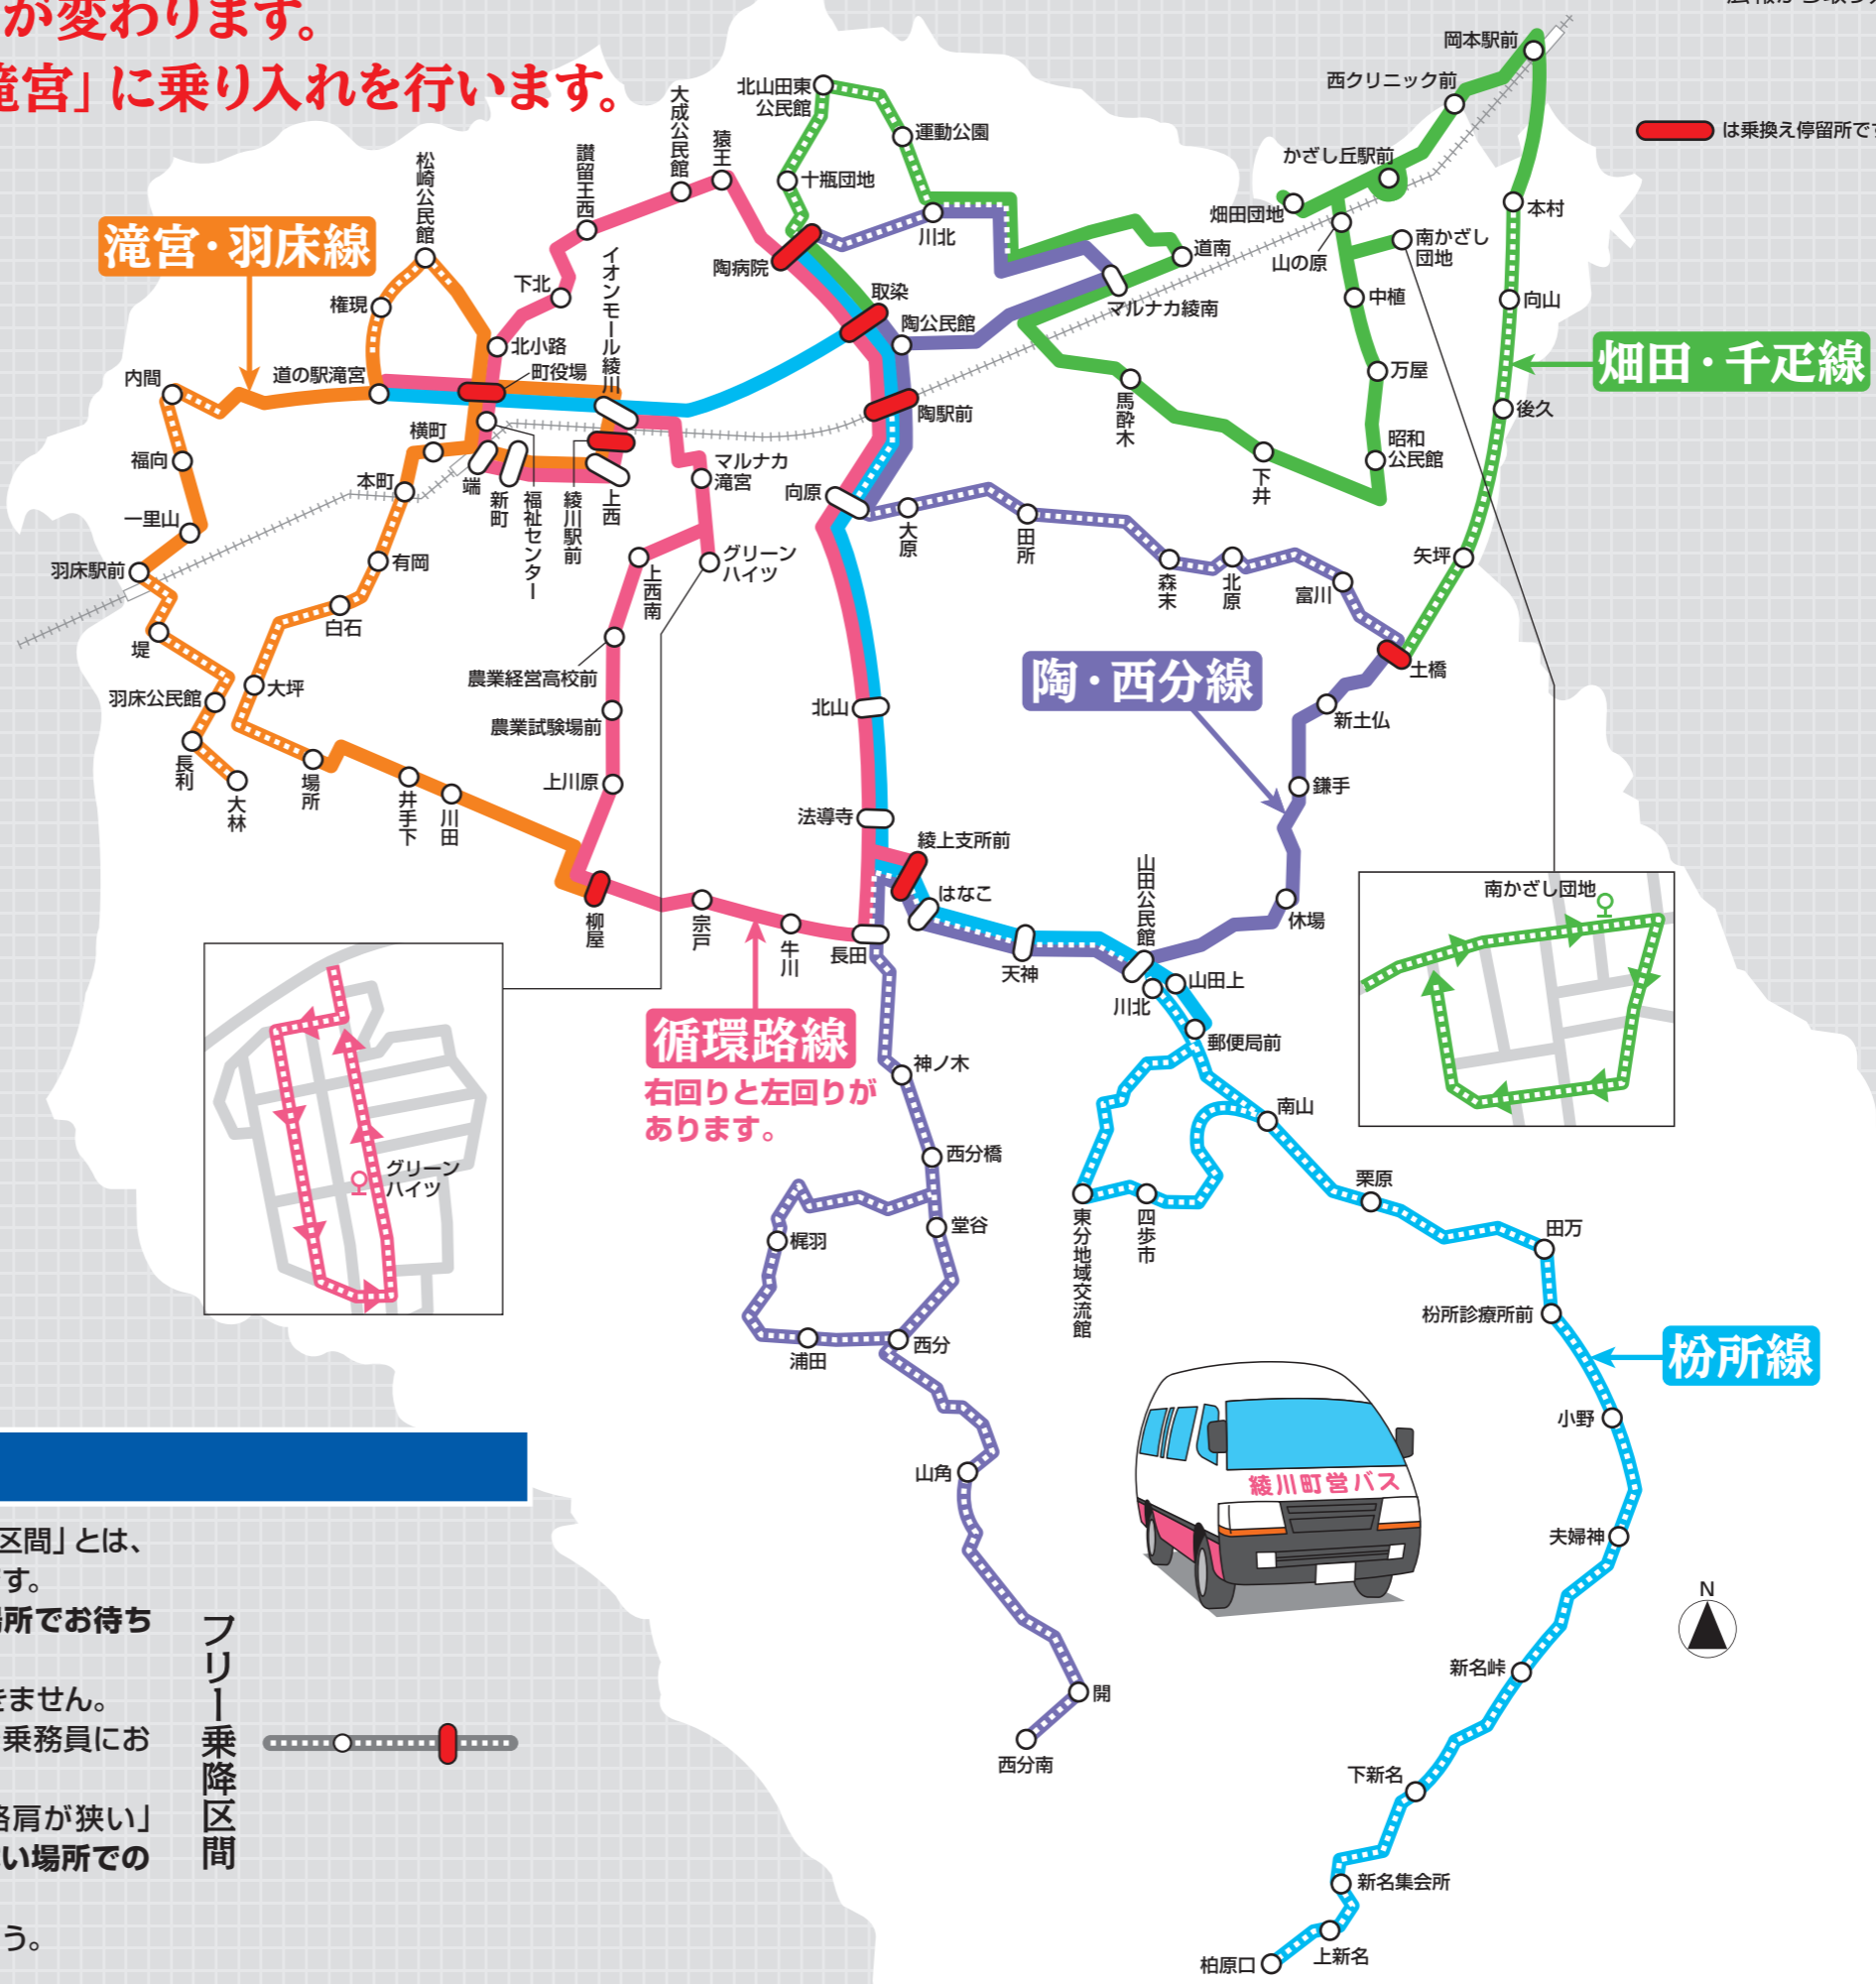 が変わります。
滝宮」に乗り入れを行います。
は乗換え停留所です
滝宮・羽床線
畑田・千疋線
陶・西分線
循環路線
右回りと左回りが
あります。
枌所線
岡本駅前
西クリニック前
かざし丘駅前
畑田団地
山の原
南かざし
団地
本村
向山
後久
矢坪
土橋
中植
万屋
昭和
公民館
下井
馬酔木
道南
マルナカ綾南
北山田東
公民館
運動公園
十瓶団地
川北
陶病院
取染
陶公民館
陶駅前
向原
猿王
大成公民館
讃留王西
下北
北小路
町役場
イオンモール綾川
松崎公民館
権現
道の駅滝宮
内間
福向
一里山
羽床駅前
堤
羽床公民館
長利
大林
横町
本町
有岡
白石
大坪
場所
井手下
川田
柳屋
端
新町
福祉センター
綾川駅前
上西
マルナカ
滝宮
グリーン
ハイツ
上西南
農業経営高校前
農業試験場前
上川原
宗戸
牛川
長田
北山
法導寺
綾上支所前
はなこ
天神
山田公民館
川北
山田上
郵便局前
大原
田所
森末
北原
富川
新土仏
鎌手
休場
神ノ木
西分橋
堂谷
梶羽
浦田
西分
山角
開
西分南
南山
東分地域交流館
四歩市
栗原
田万
枌所診療所前
小野
夫婦神
新名峠
下新名
新名集会所
上新名
柏原口
グリーン
ハイツ
南かざし団地
綾川町営バス
N
区間」とは、
す。
場所でお待ち
きません。
乗務員にお
路肩が狭い」
い場所での
う。
フリー乗降区間